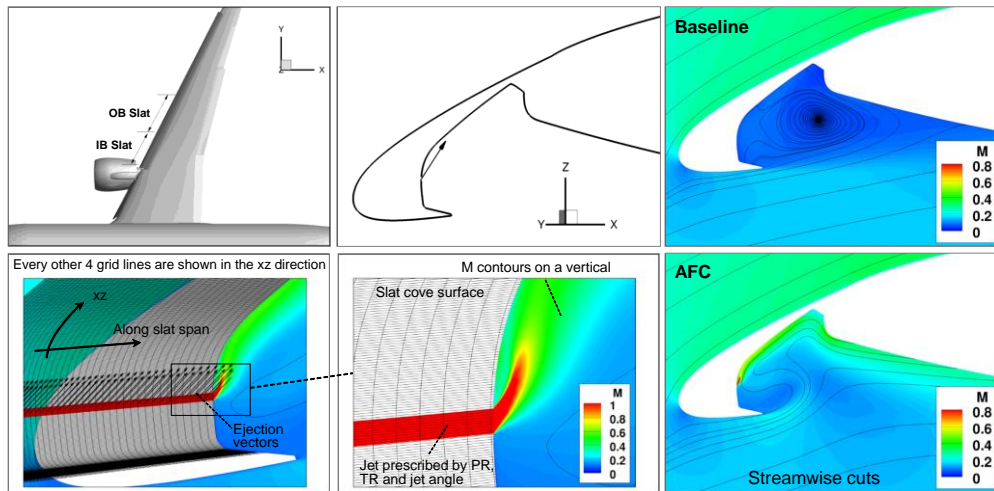 Y
Z
X
OB Slat
IB Slat
Z
Y
X
Baseline
M
0.8
0.6
0.4
0.2
0
Every other 4 grid lines are shown in the xz direction
xz
Along slat span
Ejection
vectors
M contours on a vertical
Slat cove surface
M
1
0.8
0.6
0.4
0.2
0
Jet prescribed by PR,
TR and jet angle
AFC
M
0.8
0.6
0.4
0.2
0
Streamwise cuts